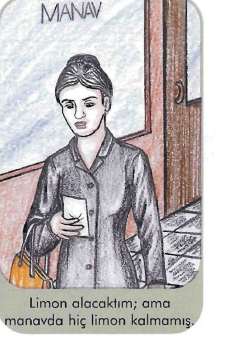 MANAV
Limon alacaktım; ama
manavda hiç limon kalmamış.